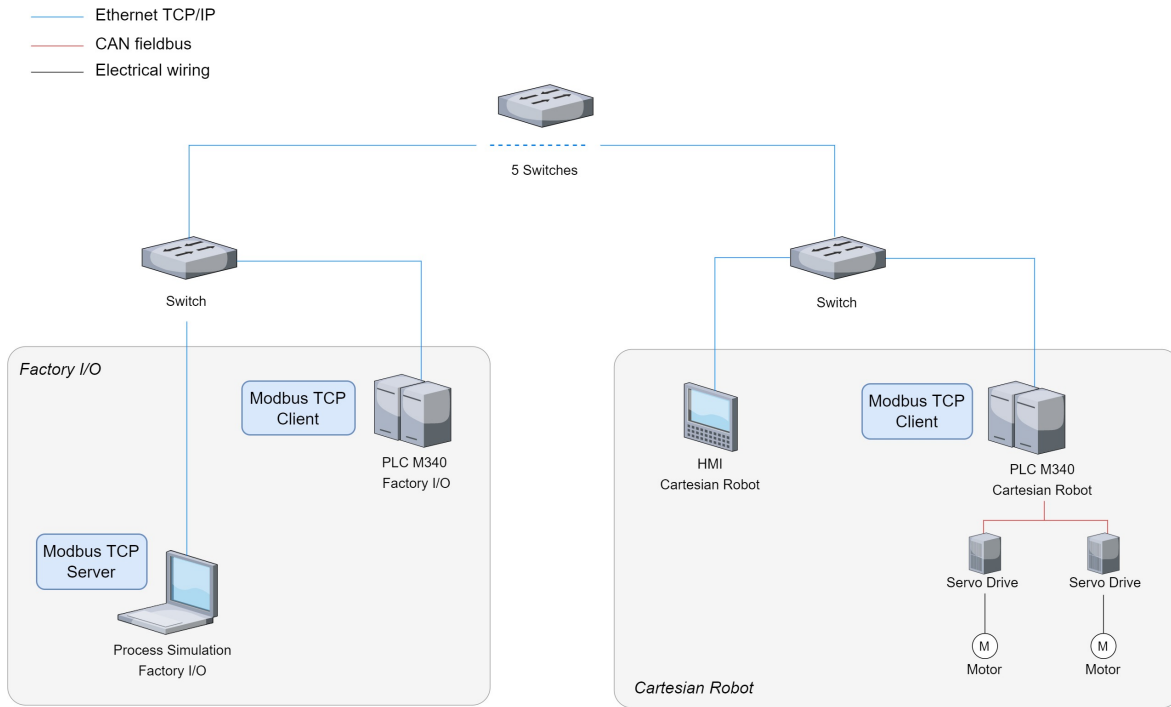 Ethernet TCP/IP
CAN fieldbus
Electrical wiring
5 Switches
Switch
Switch
Factory I/O
Modbus TCP
Client
PLC M340
Factory I/O
Modbus TCP
Server
Process Simulation
Factory I/O
HMI
Cartesian Robot
Modbus TCP
Client
PLC M340
Cartesian Robot
Servo Drive
Servo Drive
M
M
Motor
Motor
Cartesian Robot